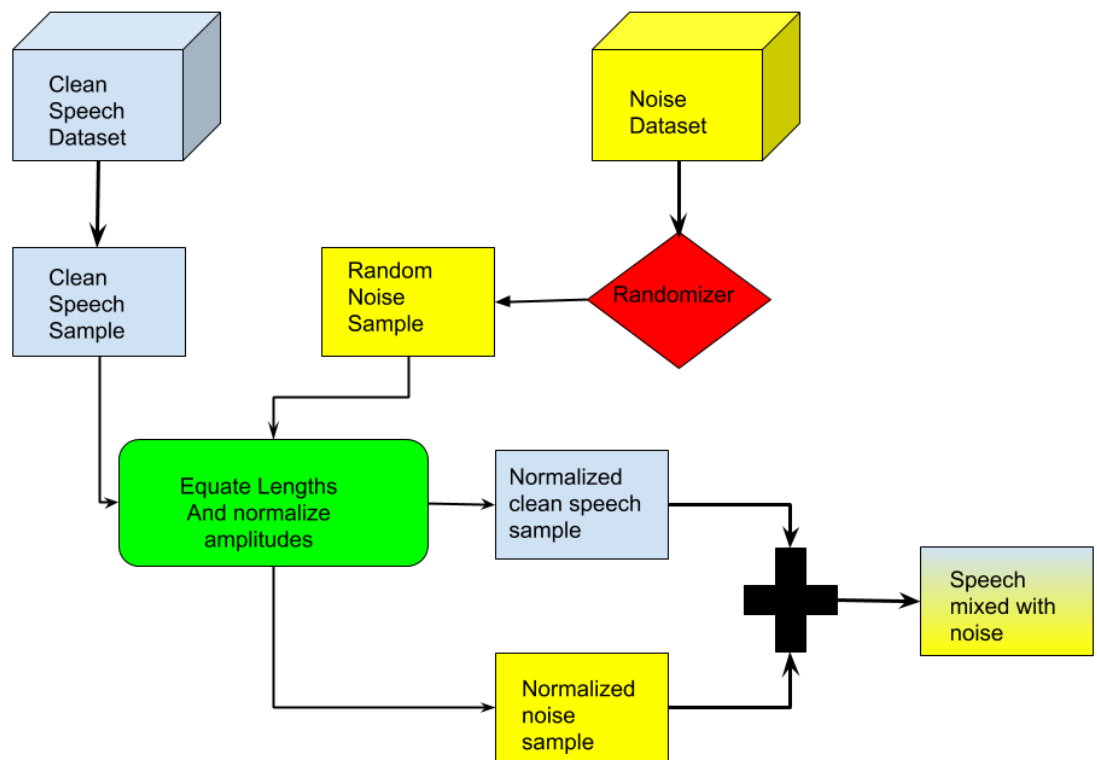 Clean
Speech
Dataset
Noise
Dataset
Clean
Speech
Sample
Random
Noise
Sample
Randomizer
Equate Lengths
And normalize
amplitudes
Normalized
clean speech
sample
Speech
mixed with
noise
Normalized
noise
sample